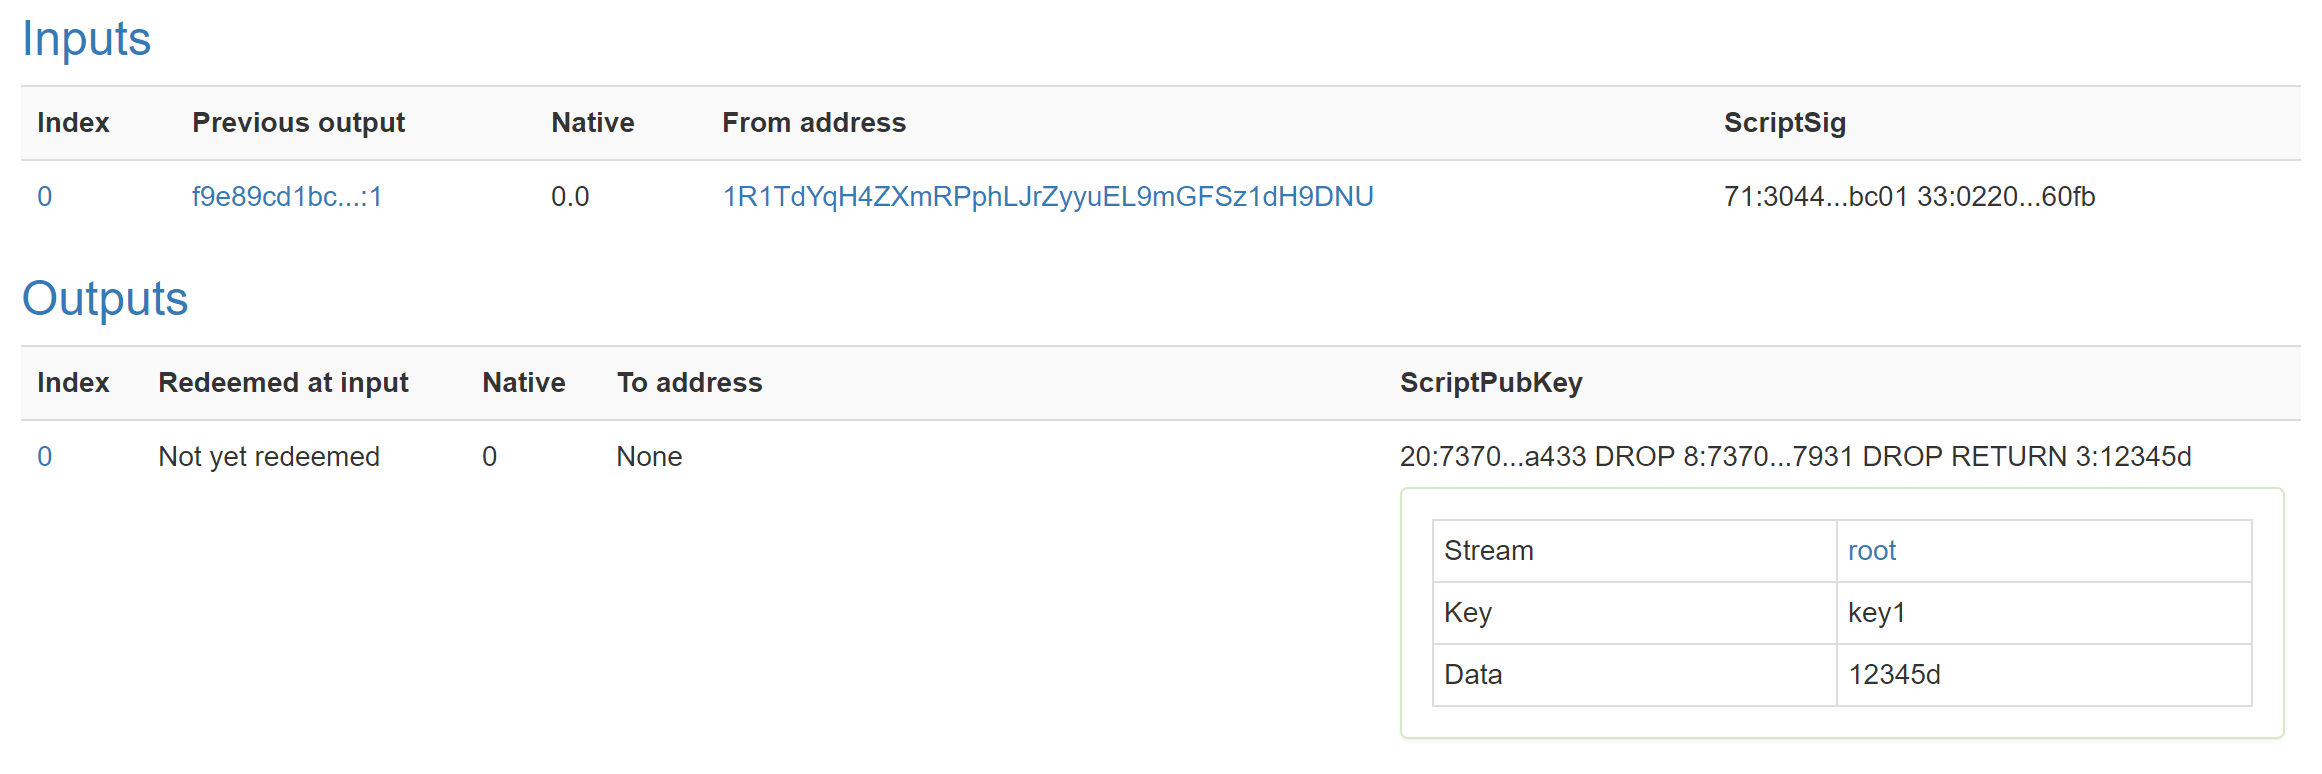 Inputs
Index Previous output Native From address ScriptSig
0 f9e89cd1bc...:1 0.0 1R1TdYqH4ZXmRPphLJrZyyuEL9mGFSz1dH9DNU 71:3044...bc01 33:0220...60fb
Outputs
Index Redeemed at input Native To address ScriptPubKey
0 Not yet redeemed 0 None 20:7370...a433 DROP 8:7370...7931 DROP RETURN 3:12345d
Stream root
Key key1
Data 12345d